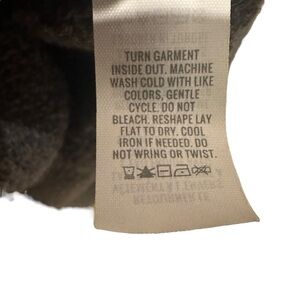 TURN GARMENT
INSIDE OUT. MACHINE
WASH COLD WITH LIKE
COLORS, GENTLE
CYCLE. DO NOT
BLEACH. RESHAPE LAY
FLAT TO DRY. COOL
IRON IF NEEDED. DO
NOT WRING OR TWIST.